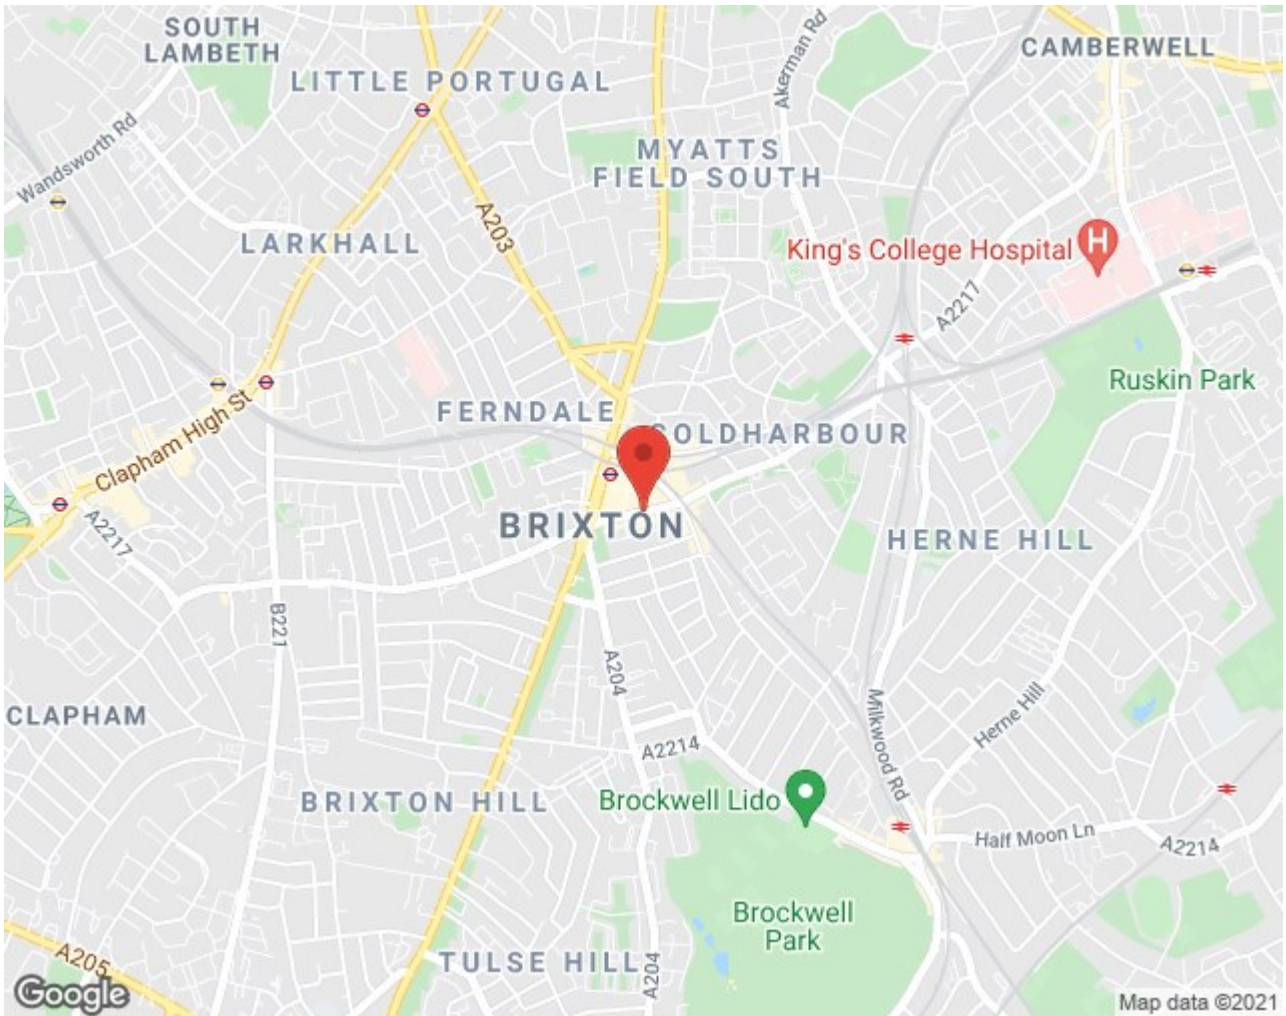 SOUTH
LAMBETH
CAMBERWELL
LITTLE PORTUGAL
Akerman Rd
Wandsworth Rd
MYATTS
FIELD SOUTH
A203
LARKHALL
King's College Hospital
H
A2217
Ruskin Park
FERNDALE
OLDHARBOUR
Clapham High St
BRIXTON
A2217
HERNE HILL
B221
A204
CLAPHAM
Milkwood Rd
Herne Hill
A2214
BRIXTON HILL
Brockwell Lido
Half Moon Ln
A2214
Brockwell
Park
A205
TULSE HILL
A204
Google
Map data ©2021